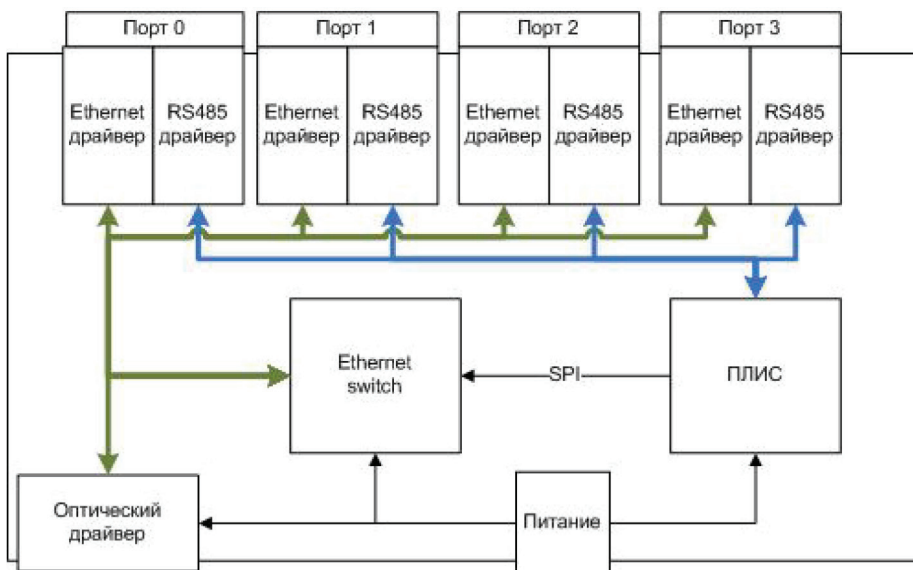 Порт 0
Порт 1
Порт 2
Порт 3
Ethernet
драйвер
RS485
драйвер
Ethernet
драйвер
RS485
драйвер
Ethernet
драйвер
RS485
драйвер
Ethernet
драйвер
RS485
драйвер
Ethernet
switch
SPI
ПЛИС
Оптический
драйвер
Питание